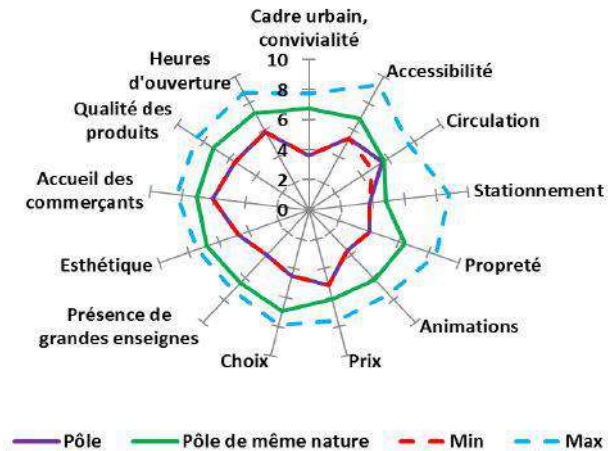 Cadre urbain,
convivialité
Accessibilité
Circulation
Stationnement
Propreté
Animations
Prix
Choix
Présence de
grandes enseignes
Esthétique
Accueil des
commerçants
Qualité des
produits
Heures
d'ouverture
10
8
6
4
2
0
Pôle
Pôle de même nature
Min
Max